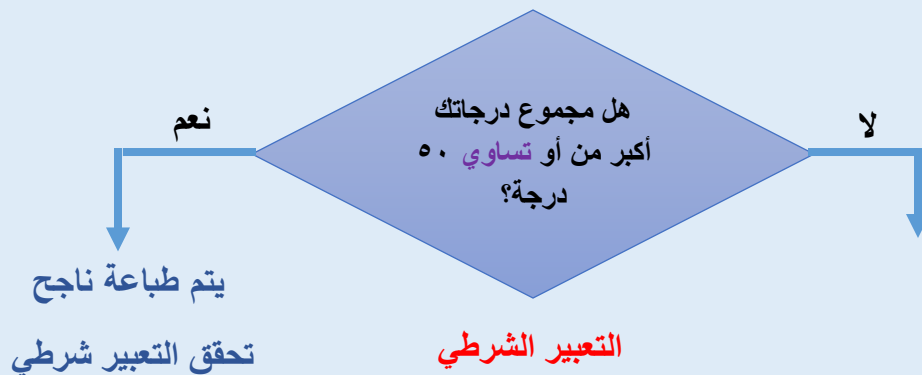 هل مجموع درجاتك
أكبر من أو تساوي ٥٠
درجة؟
لا
نعم
يتم طباعة ناجح
تحقق التعبير شرطي
التعبير الشرطي